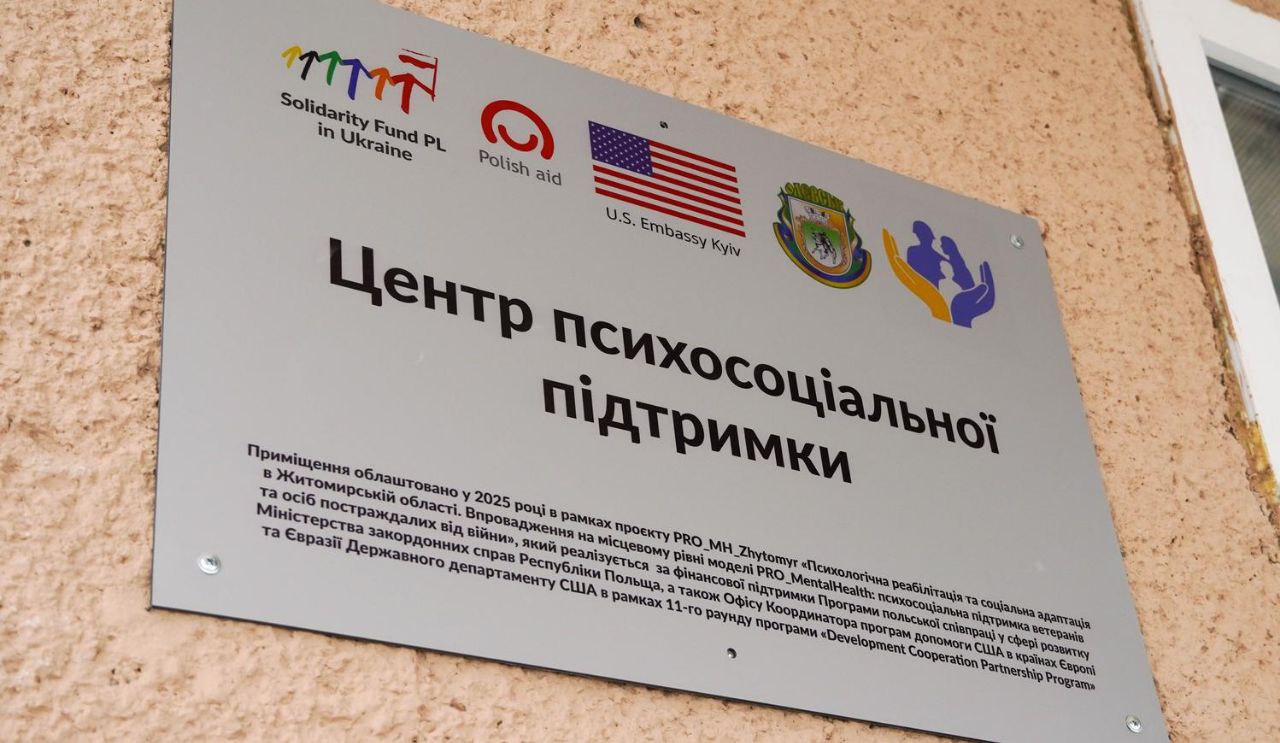 Solidarity Fund PL
in Ukraine
Polish aid
U.S. Embassy Kyiv
ОЛЕВСЬК
Центр психосоціальної
підтримки
Приміщення облаштовано у 2025 році в рамках проєкту PRO_MH_Zhytomyr «Психологічна реабілітація та соціальна адаптація
в Житомирській області. Впровадження на місцевому рівні моделі PRO_MentalHealth: психосоціальна підтримка ветеранів
та осіб постраждалих від війни», який реалізується за фінансової підтримки Програми польської співпраці у сфері розвитку
Міністерства закордонних справ Республіки Польща, а також Офісу Координатора програм допомоги США в країнах Європи
та Євразії Державного департаменту США в рамках 11-го раунду програми «Development Cooperation Partnership Program»